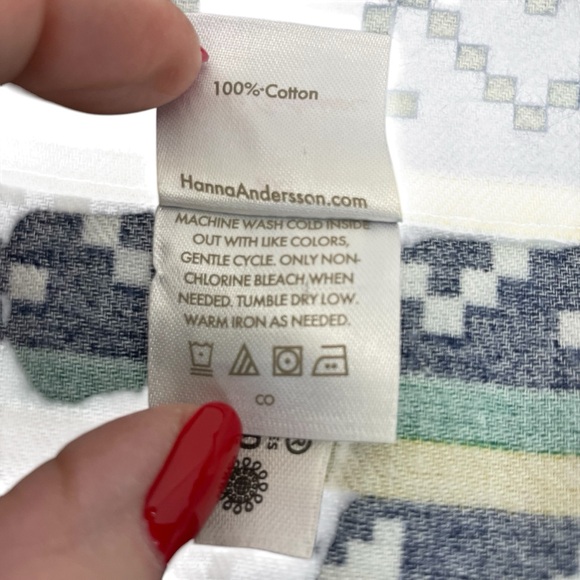 100% Cotton
HannaAndersson.com
MACHINE WASH COLD INSIDE
OUT WITH LIKE COLORS,
GENTLE CYCLE. ONLY NON-
CHLORINE BLEACH WHEN
NEEDED. TUMBLE DRY LOW.
WARM IRON AS NEEDED.
CO